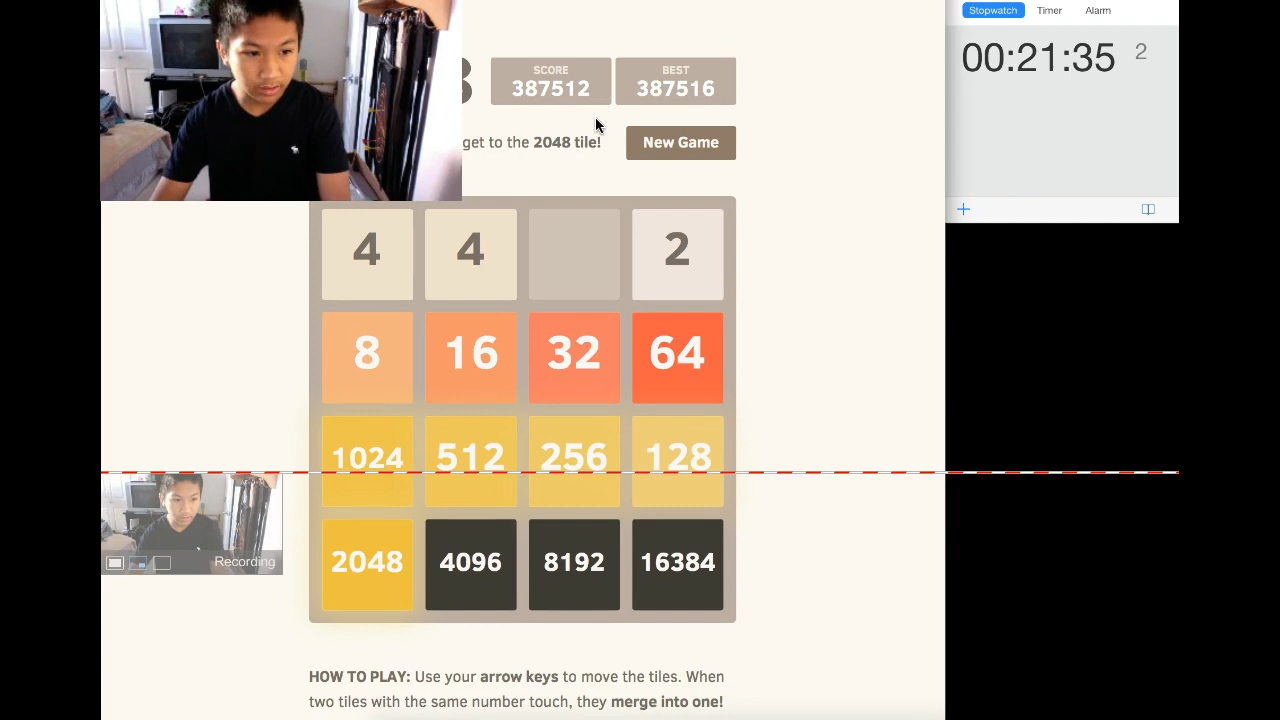 Stopwatch Timer Alarm
00:21:35 2
SCORE BEST
387512 387516
get to the 2048 tile! New Game
4 4 2
8 16 32 64
1024 512 256 128
2048 4096 8192 16384
Recording
HOW TO PLAY: Use your arrow keys to move the tiles. When
two tiles with the same number touch, they merge into one!